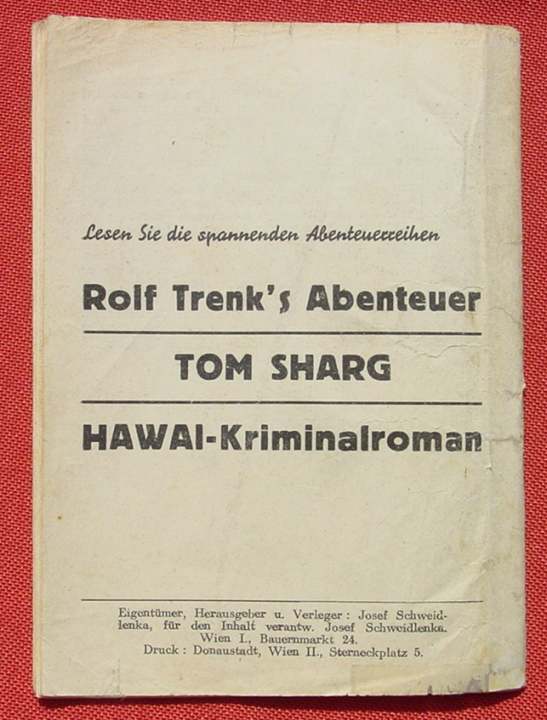 Lesen Sie die spannenden Abenteuerreihen
Rolf Trenk's Abenteuer
TOM SHARG
HAWAI-Kriminalroman
Eigentümer, Herausgeber u. Verleger: Josef Schweid-
lenka, für den Inhalt verantw. Josef Schweidlenka.
Wien I., Bauernmarkt 24.
Druck: Donaustadt, Wien II., Sterneckplatz 5.